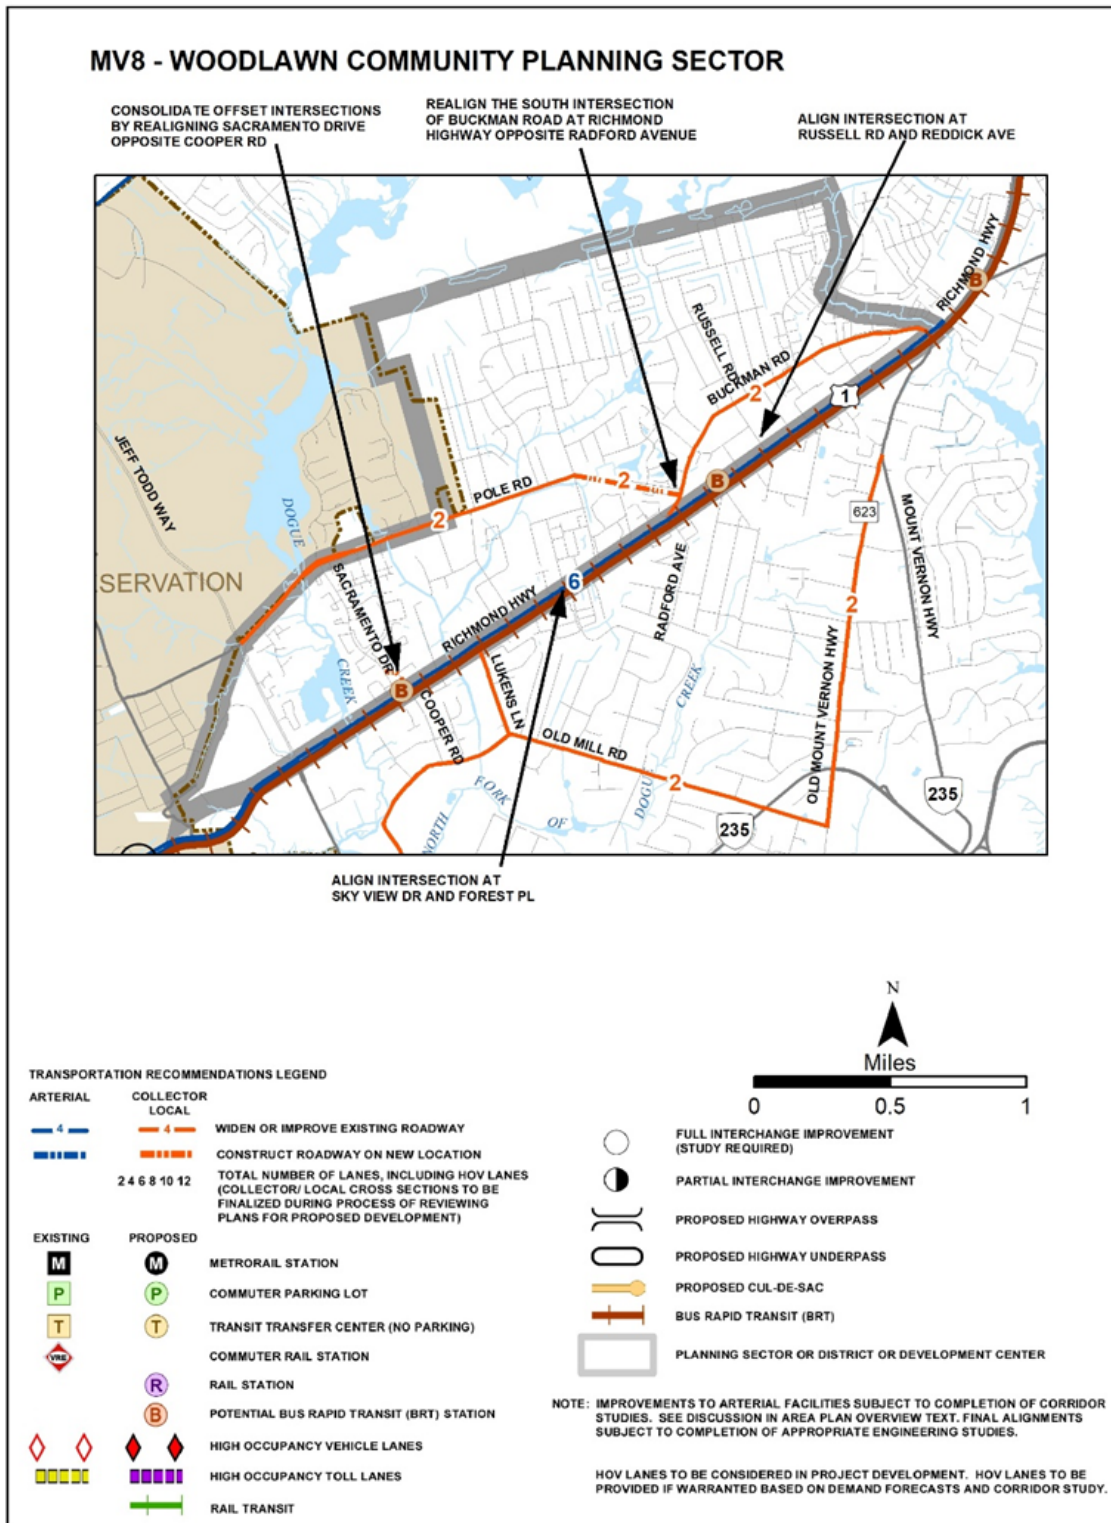 MV8 - WOODLAWN COMMUNITY PLANNING SECTOR
CONSOLIDATE OFFSET INTERSECTIONS
BY REALIGNING SACRAMENTO DRIVE
OPPOSITE COOPER RD
REALIGN THE SOUTH INTERSECTION
OF BUCKMAN ROAD AT RICHMOND
HIGHWAY OPPOSITE RADFORD AVENUE
ALIGN INTERSECTION AT
RUSSELL RD AND REDDICK AVE
RICHMOND HWY
B
RUSSELL RD
BUCKMAN RD
2
1
JEFF TODD WAY
DOGUE
CREEK
POLE RD
2
2
B
623
MOUNT VERNON HWY
SERVATION
SACRAMENTO DR
RICHMOND HWY
6
RADFORD AVE
2
B
COOPER RD
LUKENS LN
OLD MILL RD
2
CREEK
DOGUE
OF
FORK
NORTH
OLD MOUNT VERNON HWY
235
235
ALIGN INTERSECTION AT
SKY VIEW DR AND FOREST PL
N
Miles
0 0.5 1
TRANSPORTATION RECOMMENDATIONS LEGEND
ARTERIAL COLLECTOR
LOCAL
4 4 WIDEN OR IMPROVE EXISTING ROADWAY
CONSTRUCT ROADWAY ON NEW LOCATION
2 4 6 8 10 12 TOTAL NUMBER OF LANES, INCLUDING HOV LANES
(COLLECTOR/ LOCAL CROSS SECTIONS TO BE
FINALIZED DURING PROCESS OF REVIEWING
PLANS FOR PROPOSED DEVELOPMENT)
EXISTING PROPOSED
M M METRORAIL STATION
P P COMMUTER PARKING LOT
T T TRANSIT TRANSFER CENTER (NO PARKING)
VRE COMMUTER RAIL STATION
R RAIL STATION
B POTENTIAL BUS RAPID TRANSIT (BRT) STATION
HIGH OCCUPANCY VEHICLE LANES
HIGH OCCUPANCY TOLL LANES
RAIL TRANSIT
FULL INTERCHANGE IMPROVEMENT
(STUDY REQUIRED)
PARTIAL INTERCHANGE IMPROVEMENT
PROPOSED HIGHWAY OVERPASS
PROPOSED HIGHWAY UNDERPASS
PROPOSED CUL-DE-SAC
BUS RAPID TRANSIT (BRT)
PLANNING SECTOR OR DISTRICT OR DEVELOPMENT CENTER
NOTE: IMPROVEMENTS TO ARTERIAL FACILITIES SUBJECT TO COMPLETION OF CORRIDOR
STUDIES. SEE DISCUSSION IN AREA PLAN OVERVIEW TEXT. FINAL ALIGNMENTS
SUBJECT TO COMPLETION OF APPROPRIATE ENGINEERING STUDIES.
HOV LANES TO BE CONSIDERED IN PROJECT DEVELOPMENT. HOV LANES TO BE
PROVIDED IF WARRANTED BASED ON DEMAND FORECASTS AND CORRIDOR STUDY.